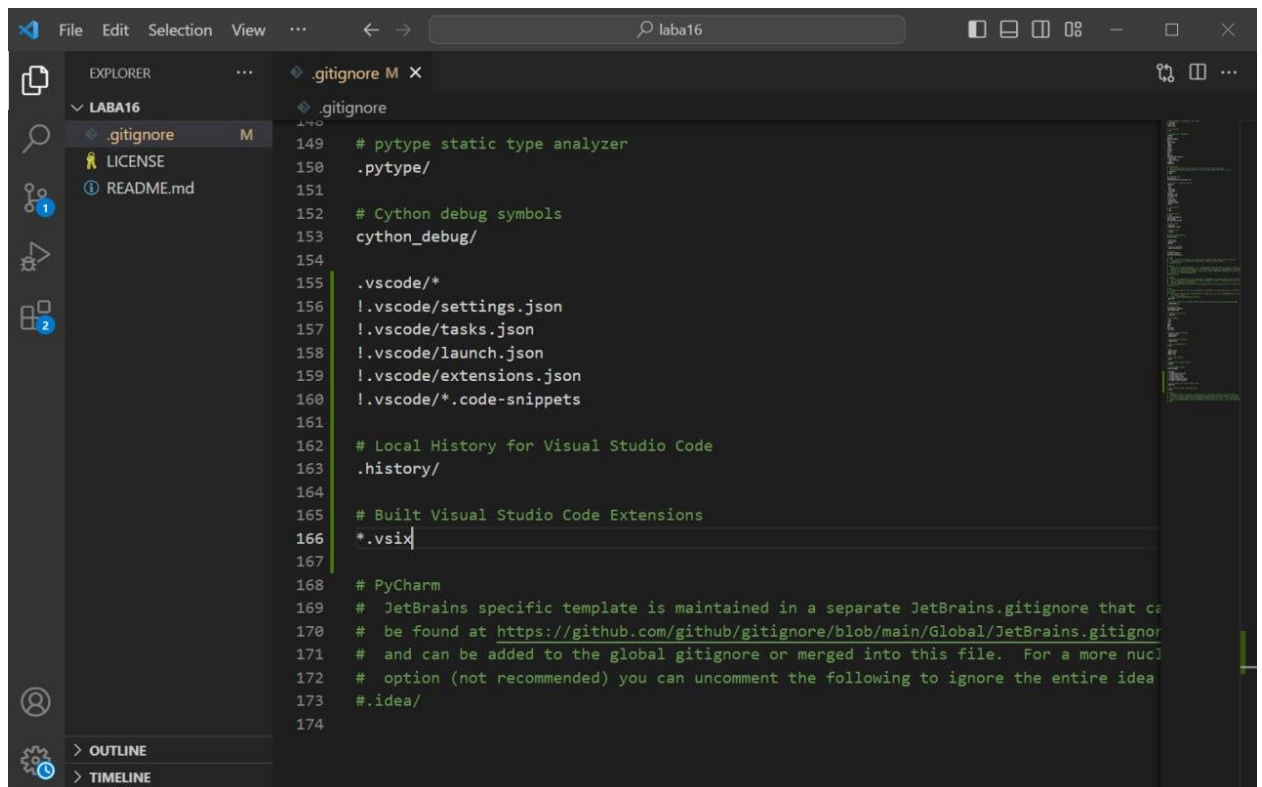 File Edit Selection View ··· laba16
EXPLORER ···
.gitignore M
LABA16
.gitignore M
LICENSE
README.md
1
2
OUTLINE
TIMELINE
.gitignore
149 # pytype static type analyzer
150 .pytype/
151
152 # Cython debug symbols
153 cython_debug/
154
155 .vscode/*
156 !.vscode/settings.json
157 !.vscode/tasks.json
158 !.vscode/launch.json
159 !.vscode/extensions.json
160 !.vscode/*.code-snippets
161
162 # Local History for Visual Studio Code
163 .history/
164
165 # Built Visual Studio Code Extensions
166 *.vsix
167
168 # PyCharm
169 #  JetBrains specific template is maintained in a separate JetBrains.gitignore that ca
170 #  be found at https://github.com/github/gitignore/blob/main/Global/JetBrains.gitignor
171 #  and can be added to the global gitignore or merged into this file.  For a more nucl
172 #  option (not recommended) you can uncomment the following to ignore the entire idea
173 #.idea/
174